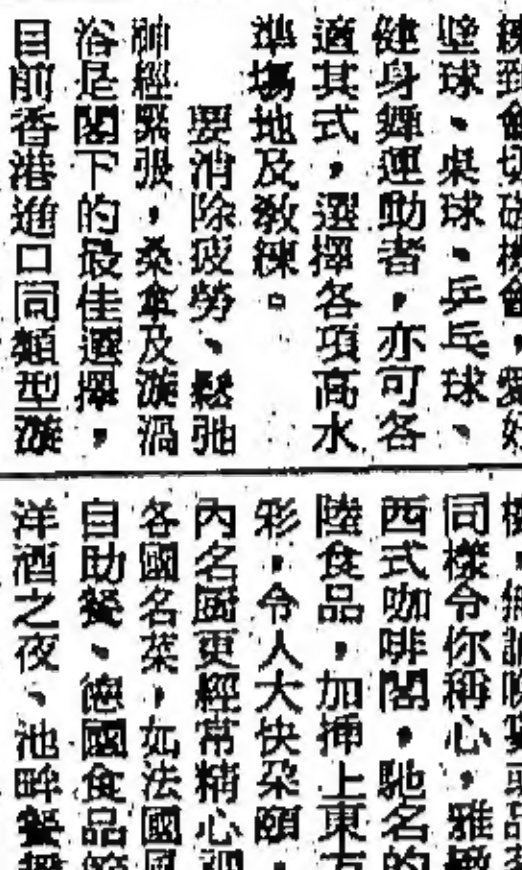 練到會切磋機會，愛好
壁球、桌球、乒乓球、
健身舞運動者，亦可各
適其式，選擇各項高水
準場地及教練。
要消除疲勞、鬆弛
神經緊張，桑拿及漩渦
浴是閣下的最佳選擇，
目前香港進口同類型漩
同樣令你稱心，雅緻
西式咖啡閣，馳名的
陸食品，加揷上東方
彩，令人大快朵頤，
內名厨更經常精心
各國名菜，如法國
自助餐、德國食品
洋酒之夜、池畔餐